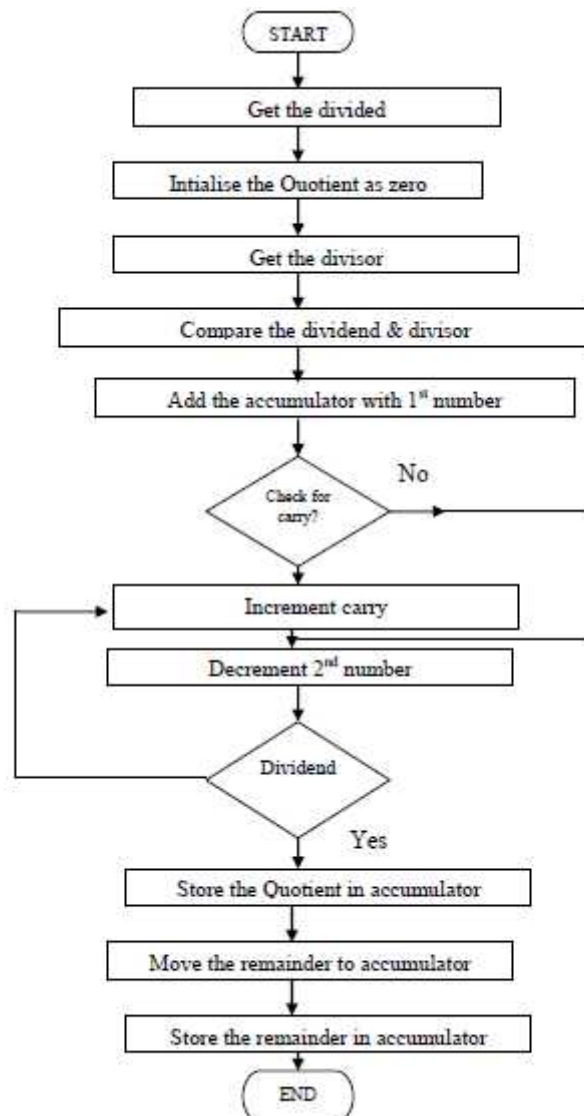 START
Get the divided
Intialise the Quotient as zero
Get the divisor
Compare the dividend & divisor
Add the accumulator with 1st number
No
Check for
carry?
Increment carry
Decrement 2nd number
Dividend
Yes
Store the Quotient in accumulator
Move the remainder to accumulator
Store the remainder in accumulator
END